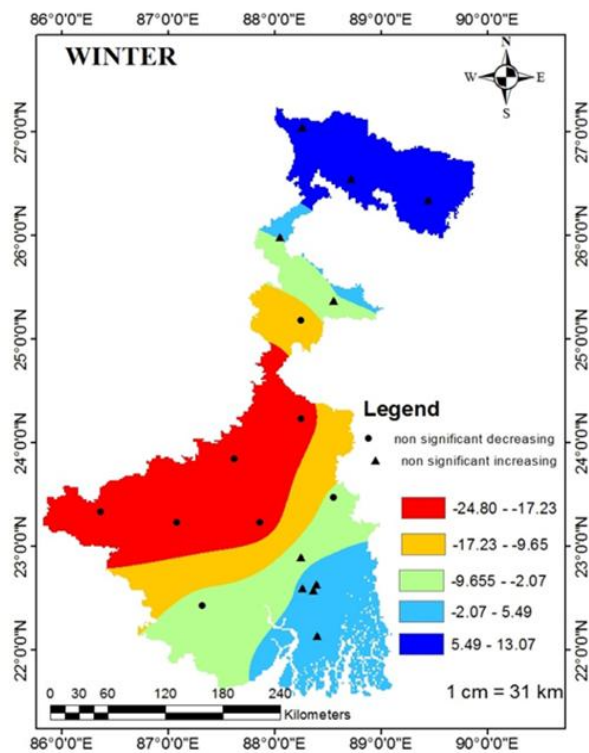 86°0'0"E 87°0'0"E 88°0'0"E 89°0'0"E 90°0'0"E
WINTER
N
W E
S
27°0'0"N 27°0'0"N
26°0'0"N 26°0'0"N
25°0'0"N 25°0'0"N
24°0'0"N 24°0'0"N
23°0'0"N 23°0'0"N
22°0'0"N 22°0'0"N
Legend
non significant decreasing
non significant increasing
-24.80 - -17.23
-17.23 - -9.65
-9.655 - -2.07
-2.07 - 5.49
5.49 - 13.07
0 30 60 120 180 240
Kilometers
1 cm = 31 km
86°0'0"E 87°0'0"E 88°0'0"E 89°0'0"E 90°0'0"E